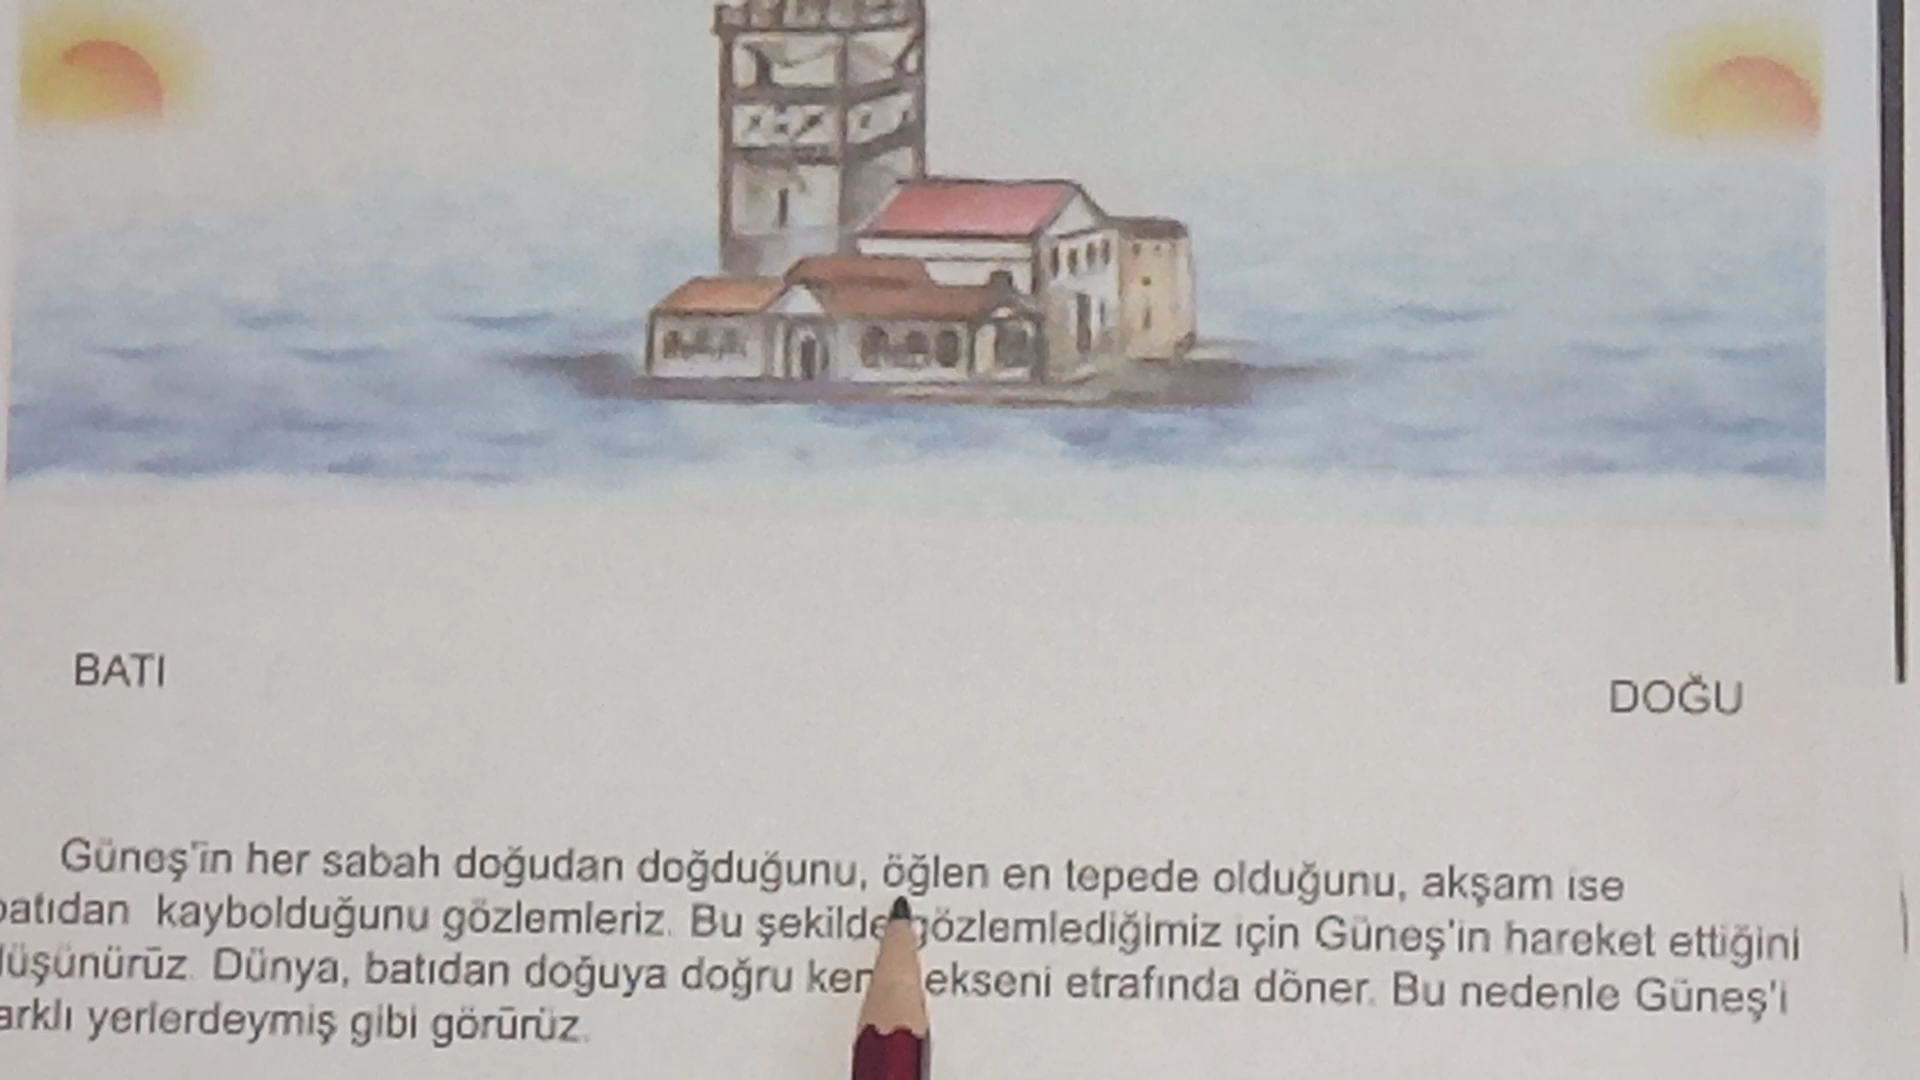 BATI
DOĞU
Güneş'in her sabah doğudan doğduğunu, öğlen en tepede olduğunu, akşam ise
batıdan kaybolduğunu gözlemleriz. Bu şekilde gözlemlediğimiz için Güneş'in hareket ettiğini
düşünürüz. Dünya, batıdan doğuya doğru ekseni etrafında döner. Bu nedenle Güneş'i
farklı yerlerdeymiş gibi görürüz.